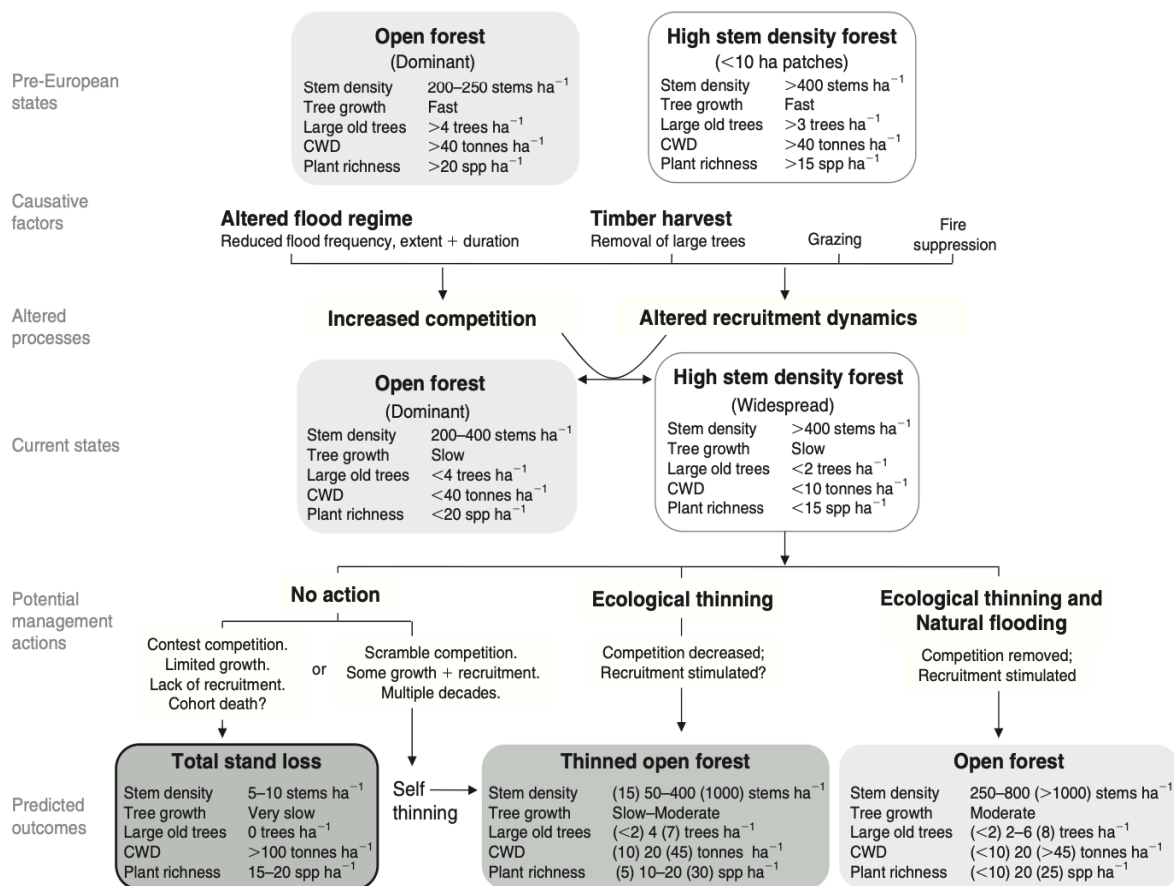 Pre-European
states
Open forest
(Dominant)
Stem density 200–250 stems ha⁻¹
Tree growth Fast
Large old trees >4 trees ha⁻¹
CWD >40 tonnes ha⁻¹
Plant richness >20 spp ha⁻¹
High stem density forest
(<10 ha patches)
Stem density >400 stems ha⁻¹
Tree growth Fast
Large old trees >3 trees ha⁻¹
CWD >40 tonnes ha⁻¹
Plant richness >15 spp ha⁻¹
Causative
factors
Altered flood regime
Reduced flood frequency, extent + duration
Timber harvest
Removal of large trees
Grazing
Fire
suppression
Altered
processes
Increased competition
Altered recruitment dynamics
Current states
Open forest
(Dominant)
Stem density 200–400 stems ha⁻¹
Tree growth Slow
Large old trees <4 trees ha⁻¹
CWD <40 tonnes ha⁻¹
Plant richness <20 spp ha⁻¹
High stem density forest
(Widespread)
Stem density >400 stems ha⁻¹
Tree growth Slow
Large old trees <2 trees ha⁻¹
CWD <10 tonnes ha⁻¹
Plant richness <15 spp ha⁻¹
Potential
management
actions
No action
Contest competition.
Limited growth.
Lack of recruitment.
Cohort death?
or
Scramble competition.
Some growth + recruitment.
Multiple decades.
Ecological thinning
Competition decreased;
Recruitment stimulated?
Ecological thinning and
Natural flooding
Competition removed;
Recruitment stimulated
Predicted
outcomes
Total stand loss
Stem density 5–10 stems ha⁻¹
Tree growth Very slow
Large old trees 0 trees ha⁻¹
CWD >100 tonnes ha⁻¹
Plant richness 15–20 spp ha⁻¹
Self
thinning
Thinned open forest
Stem density (15) 50–400 (1000) stems ha⁻¹
Tree growth Slow–Moderate
Large old trees (<2) 4 (7) trees ha⁻¹
CWD (10) 20 (45) tonnes ha⁻¹
Plant richness (5) 10–20 (30) spp ha⁻¹
Open forest
Stem density 250–800 (>1000) stems ha⁻¹
Tree growth Moderate
Large old trees (<2) 2–6 (8) trees ha⁻¹
CWD (<10) 20 (>45) tonnes ha⁻¹
Plant richness (<10) 20 (25) spp ha⁻¹